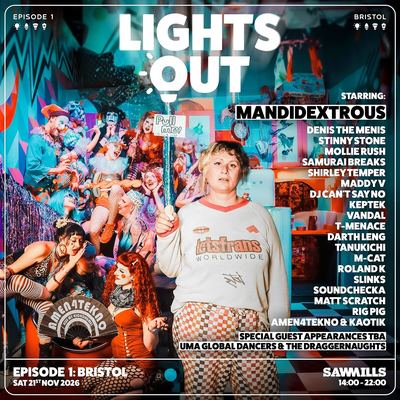 EPISODE 1
BRISTOL
LIGHTS
OUT
Pull
me!
STARRING:
MANDIDEXTROUS
DENIS THE MENIS
STINNY STONE
MOLLIE RUSH
SAMURAI BREAKS
SHIRLEY TEMPER
MADDY V
DJ CAN'T SAY NO
KEPTEK
VANDAL
T-MENACE
DARTH LENG
TANUKICHI
M-CAT
ROLAND K
SLINKS
SOUNDCHECKA
MATT SCRATCH
RIG PIG
AMEN4TEKNO & KAOTIK
SPECIAL GUEST APPEARANCES TBA
UMA GLOBAL DANCERS & THE DRAGGERNAUGHTS
letsfrans
WORLDWIDE
AMEN4TEKNO
EPISODE 1: BRISTOL
SAT 21ST NOV 2026
SAWMILLS
14:00 - 22:00